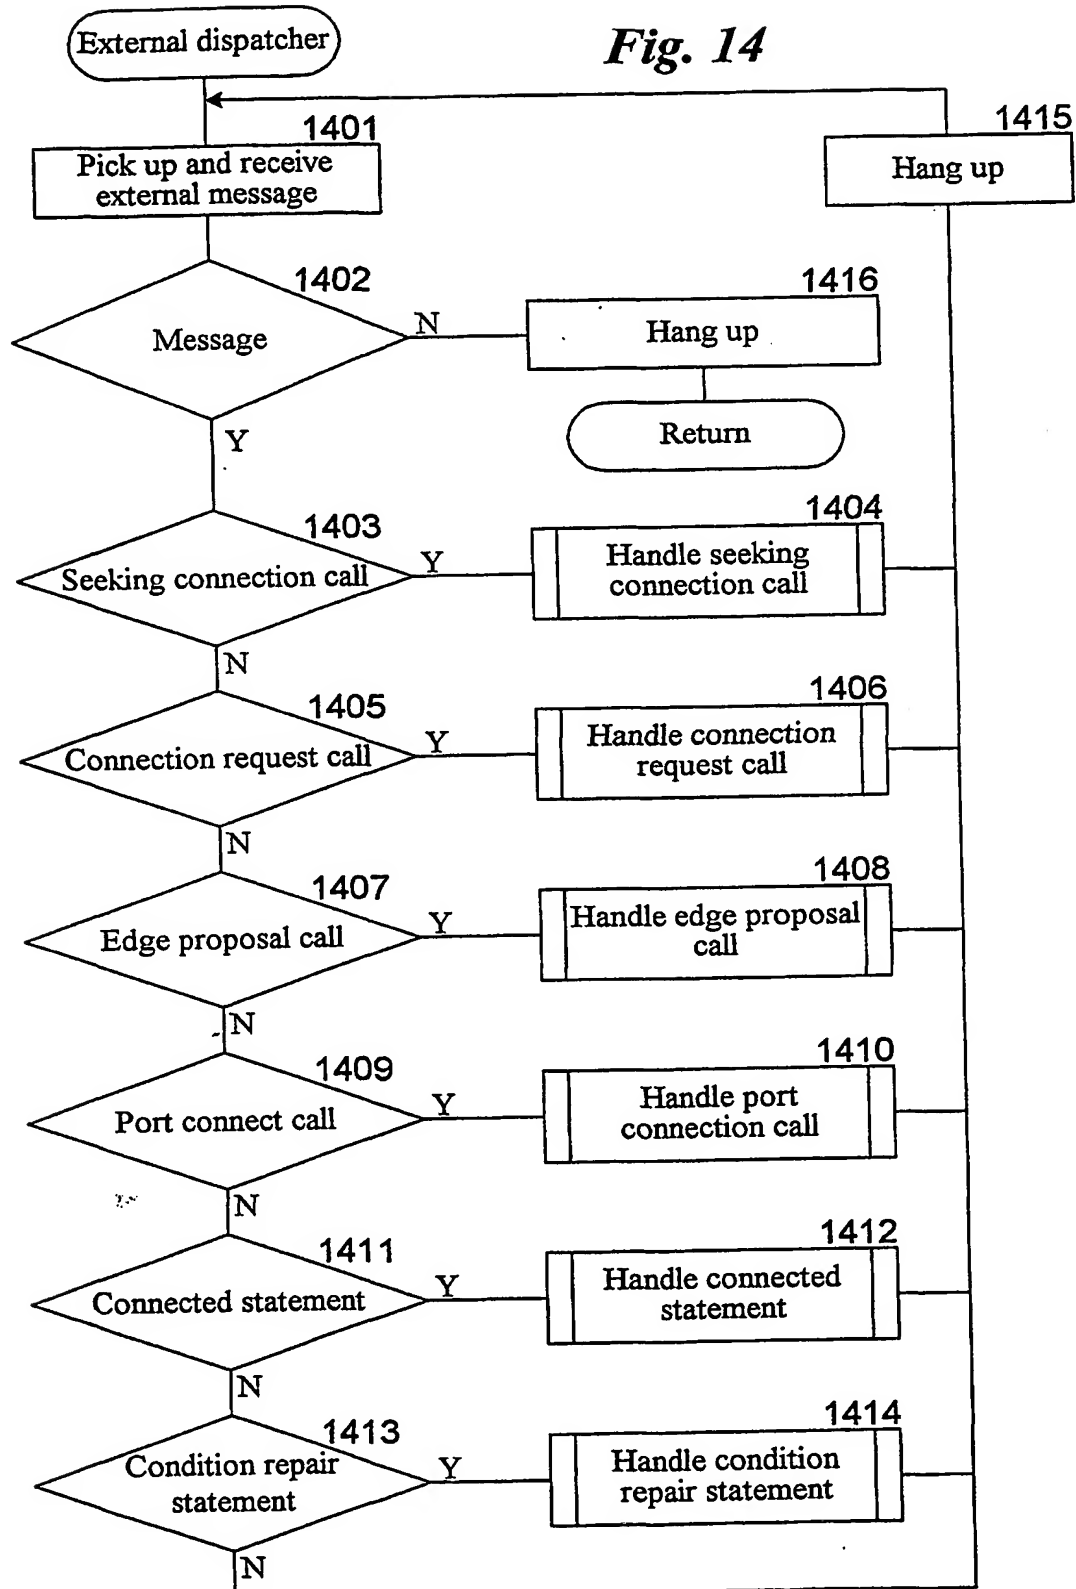 External dispatcher
Fig. 14
1401
Pick up and receive
external message
1415
Hang up
1402
Message
N
1416
Hang up
Return
Y
1403
Seeking connection call
Y
1404
Handle seeking
connection call
N
1405
Connection request call
Y
1406
Handle connection
request call
N
1407
Edge proposal call
Y
1408
Handle edge proposal
call
N
1409
Port connect call
Y
1410
Handle port
connection call
N
1411
Connected statement
Y
1412
Handle connected
statement
N
1413
Condition repair
statement
Y
1414
Handle condition
repair statement
N